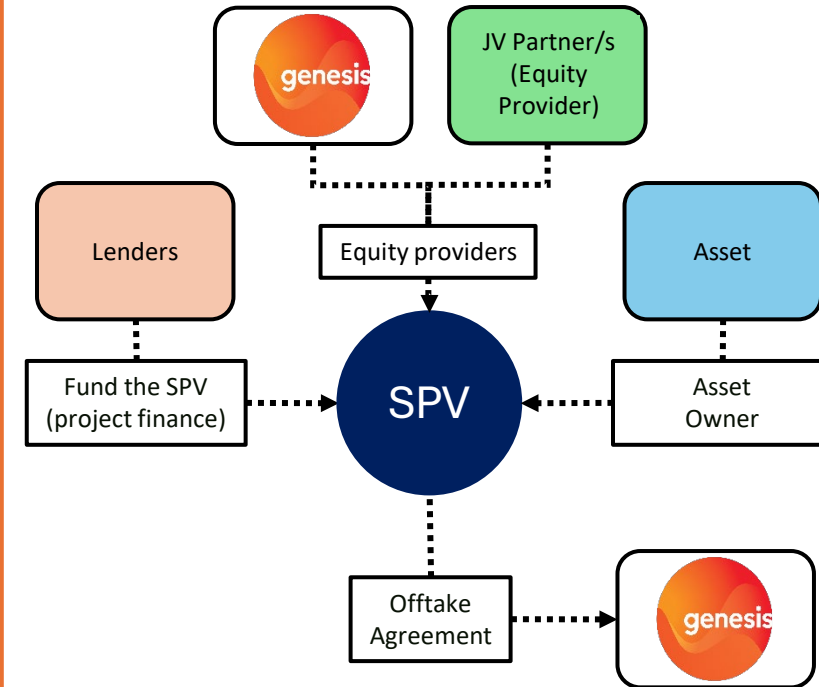 genesis
JV Partner/s
(Equity
Provider)
Lenders
Equity providers
Asset
Fund the SPV
(project finance)
SPV
Asset
Owner
Offtake
Agreement
genesis